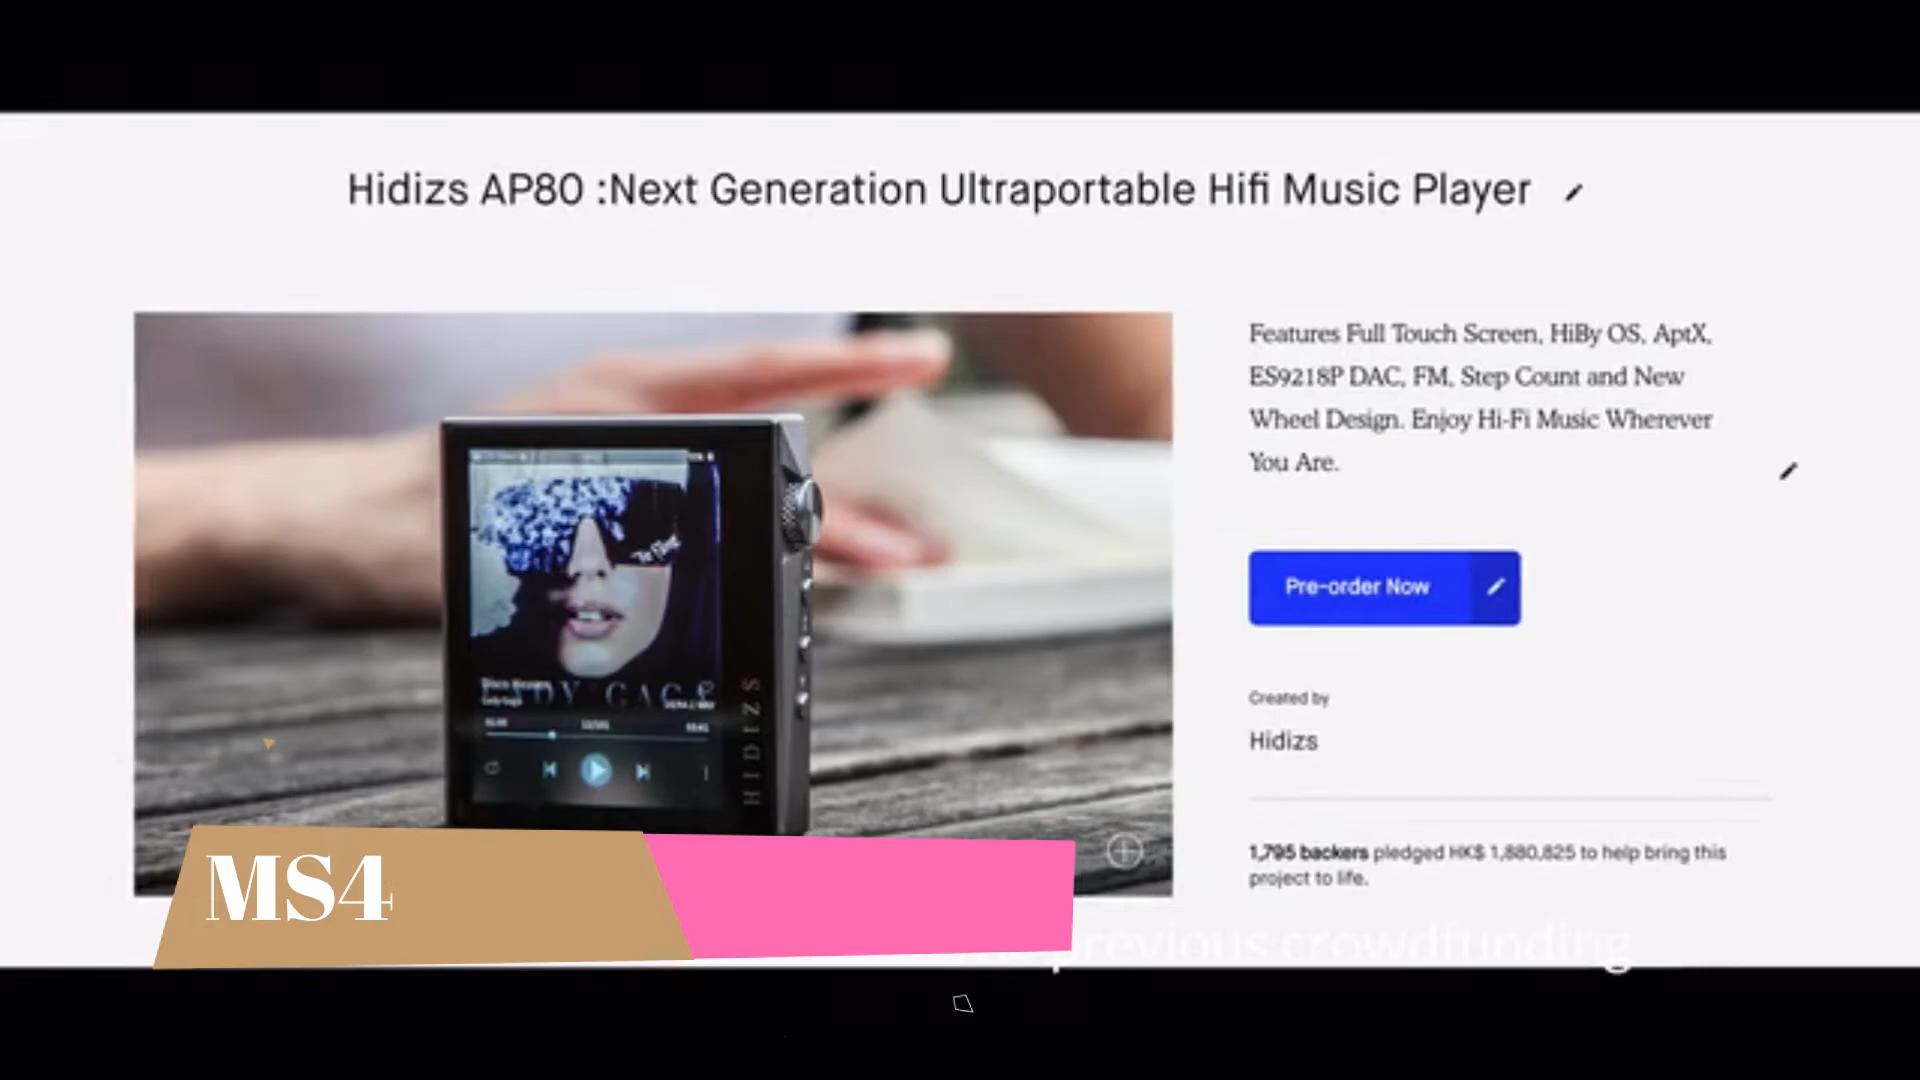 Hidizs AP80 :Next Generation Ultraportable Hifi Music Player
Features Full Touch Screen, HiBy OS, AptX,
ES9218P DAC, FM, Step Count and New
Wheel Design. Enjoy Hi-Fi Music Wherever
You Are.
Pre-order Now
Created by
Hidizs
1,795 backers pledged HK$ 1,880,825 to help bring this
project to life.
LADY GAGA
HIDIZS
MS4
previous crowdfunding